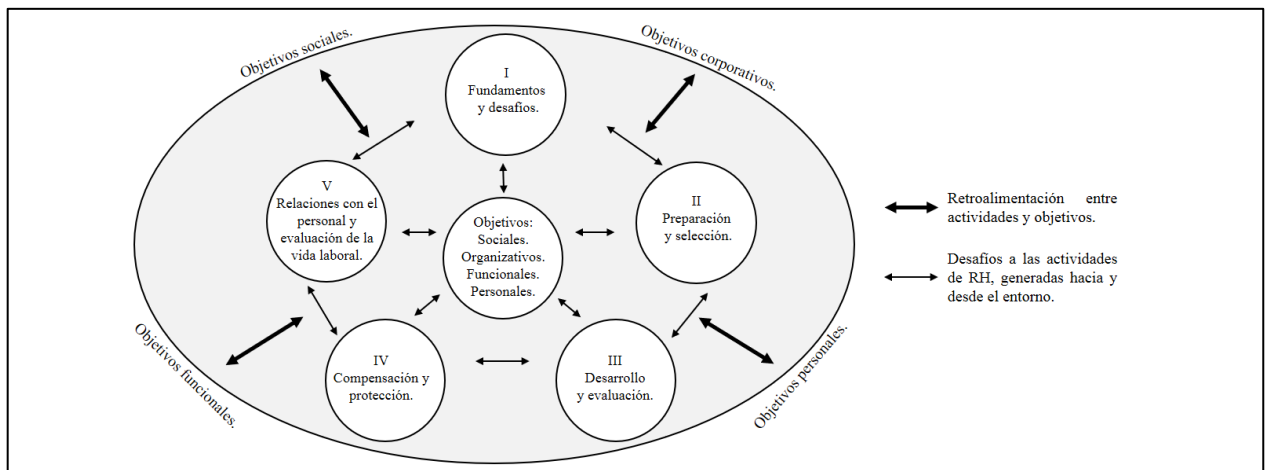 Objetivos sociales.
Objetivos corporativos.
I
Fundamentos
y desafíos.
V
Relaciones con el
personal y
evaluación de la
vida laboral.
Objetivos:
Sociales.
Organizativos.
Funcionales.
Personales.
II
Preparación
y selección.
IV
Compensación y
protección.
III
Desarrollo
y evaluación.
Objetivos funcionales.
Objetivos personales.
Retroalimentación entre
actividades y objetivos.
Desafíos a las actividades
de RH, generadas hacia y
desde el entorno.